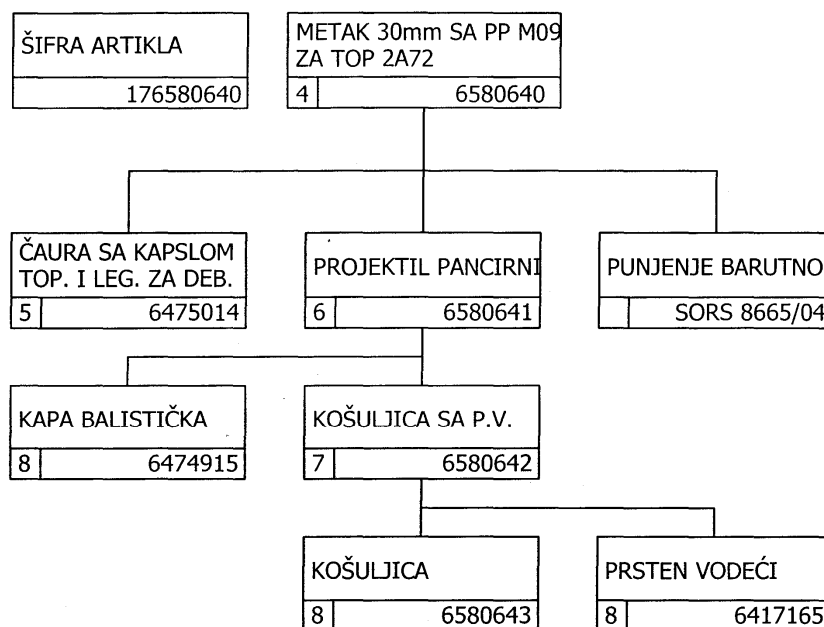 ŠIFRA ARTIKLA
176580640
METAK 30mm SA PP M09
ZA TOP 2A72
4 6580640
ČAURA SA KAPSLOM
TOP. I LEG. ZA DEB.
5 6475014
PROJEKTIL PANCIRNI
6 6580641
PUNJENJE BARUTNO
SORS 8665/04
KAPA BALISTIČKA
8 6474915
KOŠULJICA SA P.V.
7 6580642
KOŠULJICA
8 6580643
PRSTEN VODEĆI
8 6417165